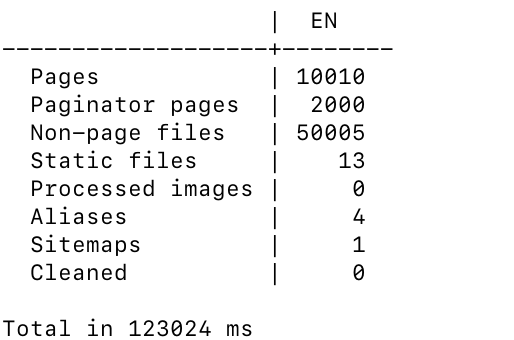 |  EN
-------------------+--------
  Pages            | 10010
  Paginator pages  |  2000
  Non-page files   | 50005
  Static files     |    13
  Processed images |     0
  Aliases          |     4
  Sitemaps         |     1
  Cleaned          |     0

Total in 123024 ms